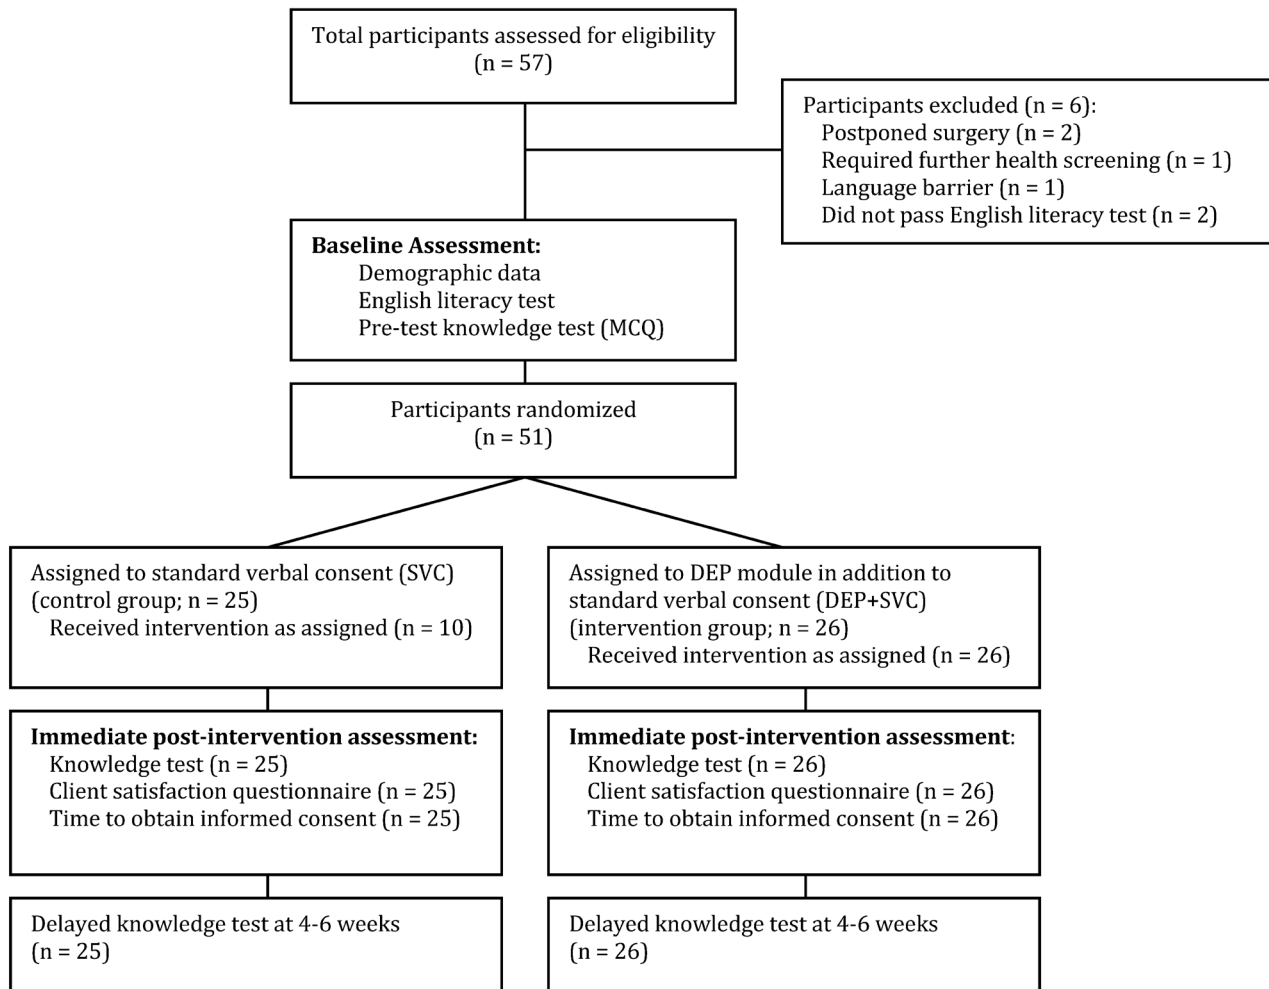 Total participants assessed for eligibility
(n = 57)
Participants excluded (n = 6):
Postponed surgery (n = 2)
Required further health screening (n = 1)
Language barrier (n = 1)
Did not pass English literacy test (n = 2)
Baseline Assessment:
Demographic data
English literacy test
Pre-test knowledge test (MCQ)
Participants randomized
(n = 51)
Assigned to standard verbal consent (SVC)
(control group; n = 25)
Received intervention as assigned (n = 10)
Assigned to DEP module in addition to
standard verbal consent (DEP+SVC)
(intervention group; n = 26)
Received intervention as assigned (n = 26)
Immediate post-intervention assessment:
Knowledge test (n = 25)
Client satisfaction questionnaire (n = 25)
Time to obtain informed consent (n = 25)
Immediate post-intervention assessment:
Knowledge test (n = 26)
Client satisfaction questionnaire (n = 26)
Time to obtain informed consent (n = 26)
Delayed knowledge test at 4-6 weeks
(n = 25)
Delayed knowledge test at 4-6 weeks
(n = 26)